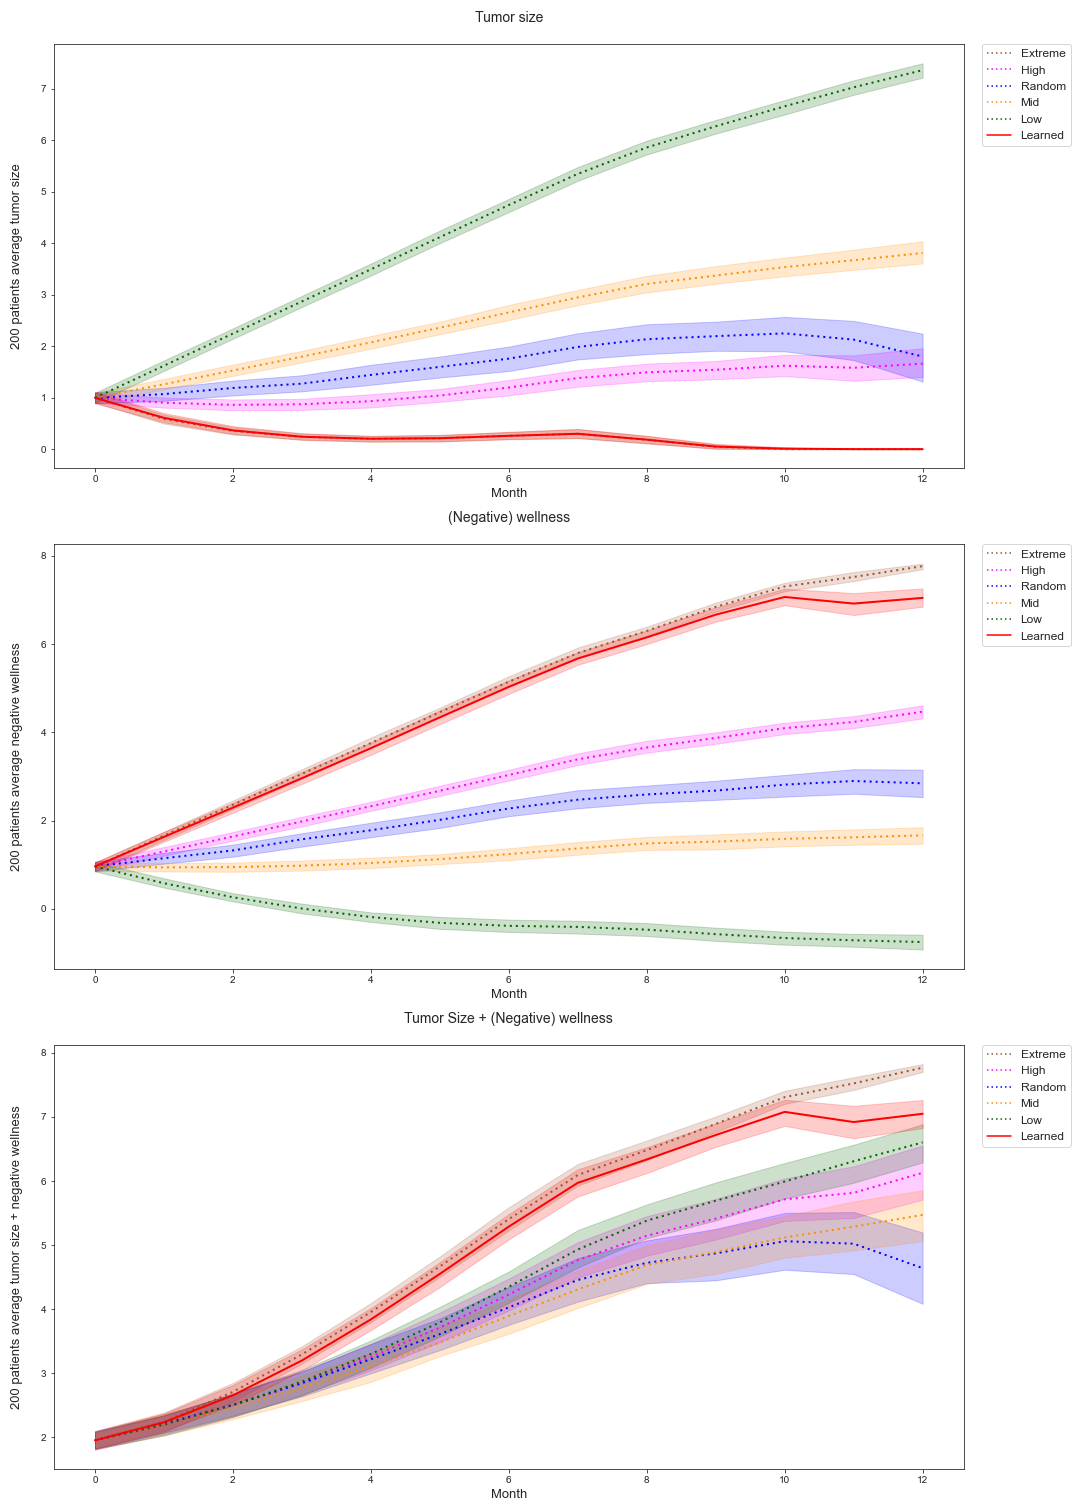 Tumor size
200 patients average tumor size
7
6
5
4
3
2
1
0
0 2 4 6 8 10 12
Month
Extreme
High
Random
Mid
Low
Learned
(Negative) wellness
200 patients average negative wellness
8
6
4
2
0
0 2 4 6 8 10 12
Month
Extreme
High
Random
Mid
Low
Learned
Tumor Size + (Negative) wellness
200 patients average tumor size + negative wellness
8
7
6
5
4
3
2
0 2 4 6 8 10 12
Month
Extreme
High
Random
Mid
Low
Learned